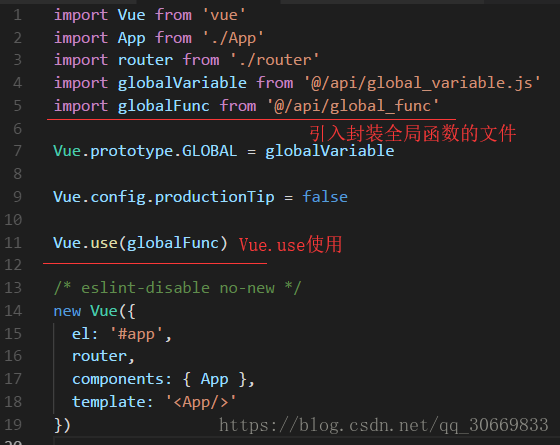 1 import Vue from 'vue'
2 import App from './App'
3 import router from './router'
4 import globalVariable from '@/api/global_variable.js'
5 import globalFunc from '@/api/global_func'
6 引入封装全局函数的文件
7 Vue.prototype.GLOBAL = globalVariable
8
9 Vue.config.productionTip = false
10
11 Vue.use(globalFunc) Vue.use使用
12
13 /* eslint-disable no-new */
14 new Vue({
15 el: '#app',
16 router,
17 components: { App },
18 template: '<App/>'
19 }) https://blog.csdn.net/qq_30669833